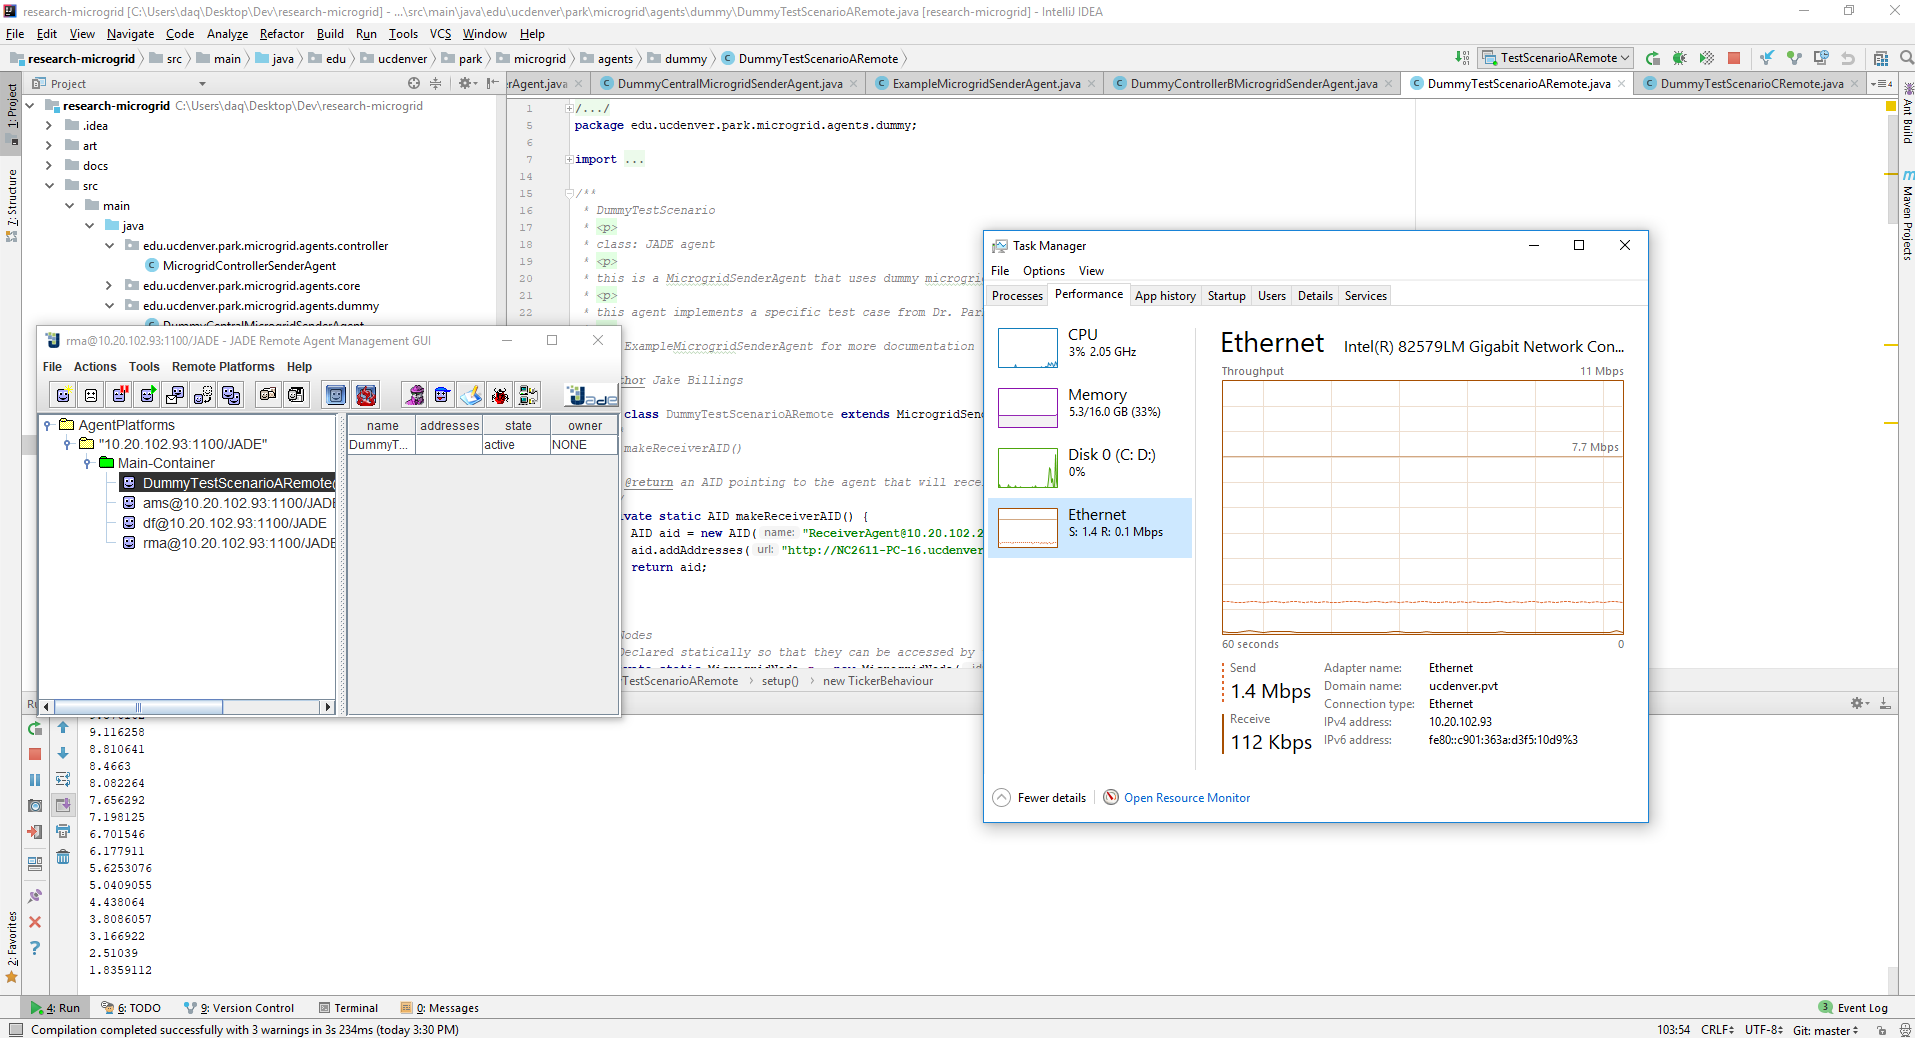 research-microgrid [C:\Users\daq\Desktop\Dev\research-microgrid] - ...\src\main\java\edu\ucdenver\park\microgrid\agents\dummy\DummyTestScenarioARemote.java [research-microgrid] - IntelliJ IDEA
File Edit View Navigate Code Analyze Refactor Build Run Tools VCS Window Help
research-microgrid src main java edu ucdenver park microgrid agents dummy DummyTestScenarioARemote
TestScenarioARemote
Project
rAgent.java DummyCentralMicrogridSenderAgent.java ExampleMicrogridSenderAgent.java DummyControllerBMicrogridSenderAgent.java DummyTestScenarioARemote.java DummyTestScenarioCRemote.java
4
1: Project
7: Structure
2: Favorites
Ant Build
Maven Projects
research-microgrid C:\Users\daq\Desktop\Dev\research-microgrid
.idea
art
docs
src
main
java
edu.ucdenver.park.microgrid.agents.controller
MicrogridControllerSenderAgent
edu.ucdenver.park.microgrid.agents.core
edu.ucdenver.park.microgrid.agents.dummy
DummyCentralMicrogridSenderAgent
1 /.../
5 package edu.ucdenver.park.microgrid.agents.dummy;
6
7 import ...
14
15 /**
16 * DummyTestScenario
17 * <p>
18 * class: JADE agent
19 * <p>
20 * this is a MicrogridSenderAgent that uses dummy microgrid
21 * <p>
22 * this agent implements a specific test case from Dr. Par
ExampleMicrogridSenderAgent for more documentation
hor Jake Billings
class DummyTestScenarioARemote extends MicrogridSen
makeReceiverAID()
@return an AID pointing to the agent that will rece
vate static AID makeReceiverAID() {
AID aid = new AID( name: "ReceiverAgent@10.20.102.2
aid.addAddresses( url: "http://NC2611-PC-16.ucdenver
return aid;
Nodes
Declared statically so that they can be accessed by
TestScenarioARemote setup() new TickerBehaviour
rma@10.20.102.93:1100/JADE - JADE Remote Agent Management GUI
File Actions Tools Remote Platforms Help
Jade
AgentPlatforms
"10.20.102.93:1100/JADE"
Main-Container
DummyTestScenarioARemote(
ams@10.20.102.93:1100/JADE
df@10.20.102.93:1100/JADE
rma@10.20.102.93:1100/JADE
name addresses state owner
DummyT... active NONE
Task Manager
File Options View
Processes Performance App history Startup Users Details Services
CPU
3% 2.05 GHz
Memory
5.3/16.0 GB (33%)
Disk 0 (C: D:)
0%
Ethernet
S: 1.4 R: 0.1 Mbps
Ethernet Intel(R) 82579LM Gigabit Network Con...
Throughput 11 Mbps
7.7 Mbps
60 seconds 0
Send
1.4 Mbps
Receive
112 Kbps
Adapter name: Ethernet
Domain name: ucdenver.pvt
Connection type: Ethernet
IPv4 address: 10.20.102.93
IPv6 address: fe80::c901:363a:d3f5:10d9%3
Fewer details Open Resource Monitor
9.116258
8.810641
8.4663
8.082264
7.656292
7.198125
6.701546
6.177911
5.6253076
5.0409055
4.438064
3.8086057
3.166922
2.51039
1.8359112
4: Run 6: TODO 9: Version Control Terminal 0: Messages 3 Event Log
Compilation completed successfully with 3 warnings in 3s 234ms (today 3:30 PM) 103:54 CRLF UTF-8 Git: master